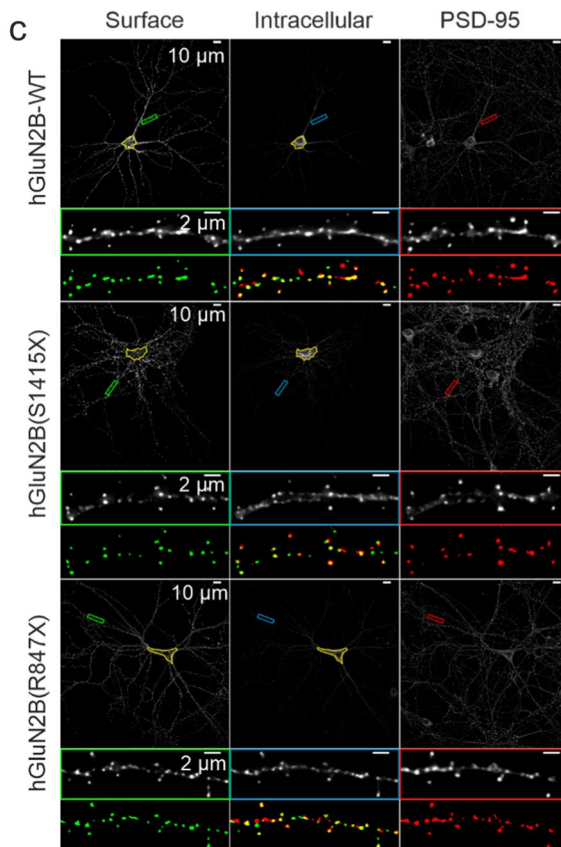 c
Surface
Intracellular
PSD-95
hGluN2B-WT
10 µm
2 µm
hGluN2B(S1415X)
10 µm
2 µm
hGluN2B(R847X)
10 µm
2 µm